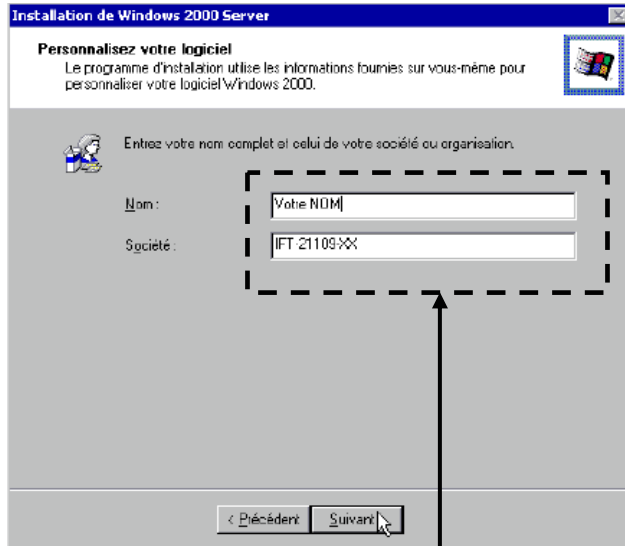 Installation de Windows 2000 Server
Personnalisez votre logiciel
Le programme d'instalation utilise les informations fournies sur vous-même pour
personnaliser votre logiciel Windows 2000.
Entrez votre nom complet et celui de votre société ou organisation.
Nom :
Votre NOM
Société :
IFT-21109-XX
< Précédent
Suivant >